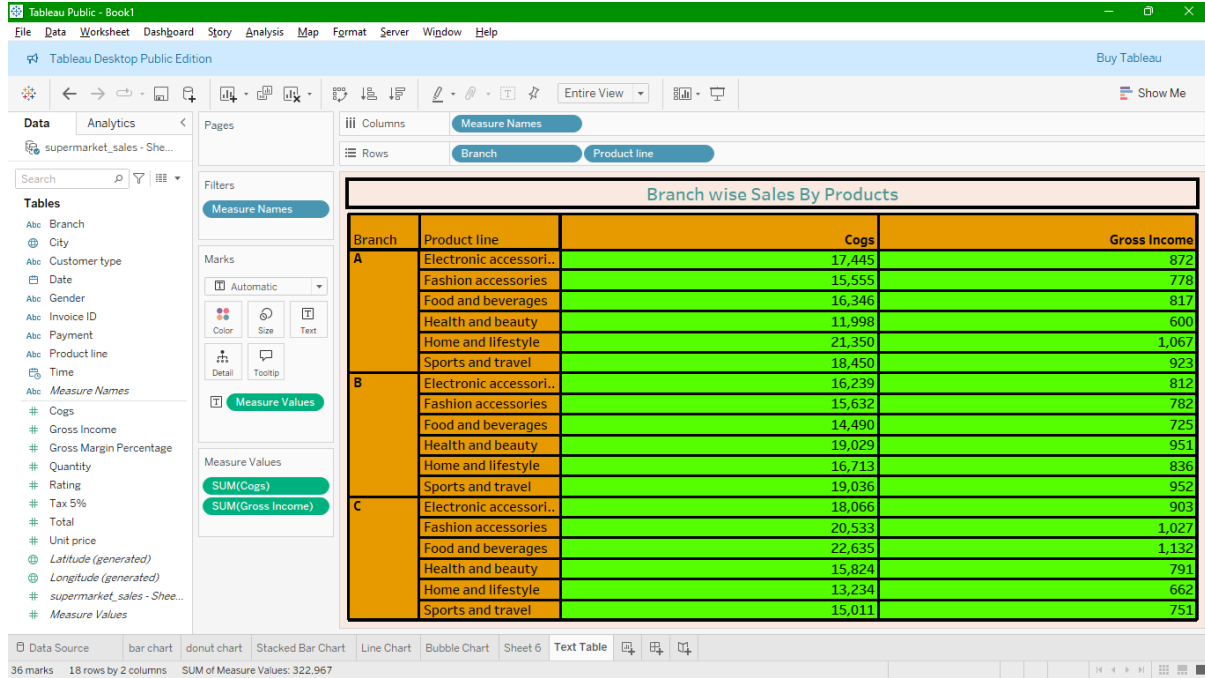 Tableau Public - Book1
File Data Worksheet Dashboard Story Analysis Map Format Server Window Help
Tableau Desktop Public Edition Buy Tableau
Entire View Show Me
Data Analytics
supermarket_sales - She...
Search
Tables
Abc Branch
City
Abc Customer type
Date
Abc Gender
Abc Invoice ID
Abc Payment
Abc Product line
Time
Abc Measure Names
# Cogs
# Gross Income
# Gross Margin Percentage
# Quantity
# Rating
# Tax 5%
# Total
# Unit price
Latitude (generated)
Longitude (generated)
# supermarket_sales - Shee...
# Measure Values
Pages
Filters
Measure Names
Marks
T Automatic
Color Size Text
Detail Tooltip
T Measure Values
Measure Values
SUM(Cogs)
SUM(Gross Income)
Columns Measure Names
Rows Branch Product line
Branch wise Sales By Products
Branch Product line Cogs Gross Income
A Electronic accessori.. 17,445 872
Fashion accessories 15,555 778
Food and beverages 16,346 817
Health and beauty 11,998 600
Home and lifestyle 21,350 1,067
Sports and travel 18,450 923
B Electronic accessori.. 16,239 812
Fashion accessories 15,632 782
Food and beverages 14,490 725
Health and beauty 19,029 951
Home and lifestyle 16,713 836
Sports and travel 19,036 952
C Electronic accessori.. 18,066 903
Fashion accessories 20,533 1,027
Food and beverages 22,635 1,132
Health and beauty 15,824 791
Home and lifestyle 13,234 662
Sports and travel 15,011 751
Data Source bar chart donut chart Stacked Bar Chart Line Chart Bubble Chart Sheet 6 Text Table
36 marks 18 rows by 2 columns SUM of Measure Values: 322,967